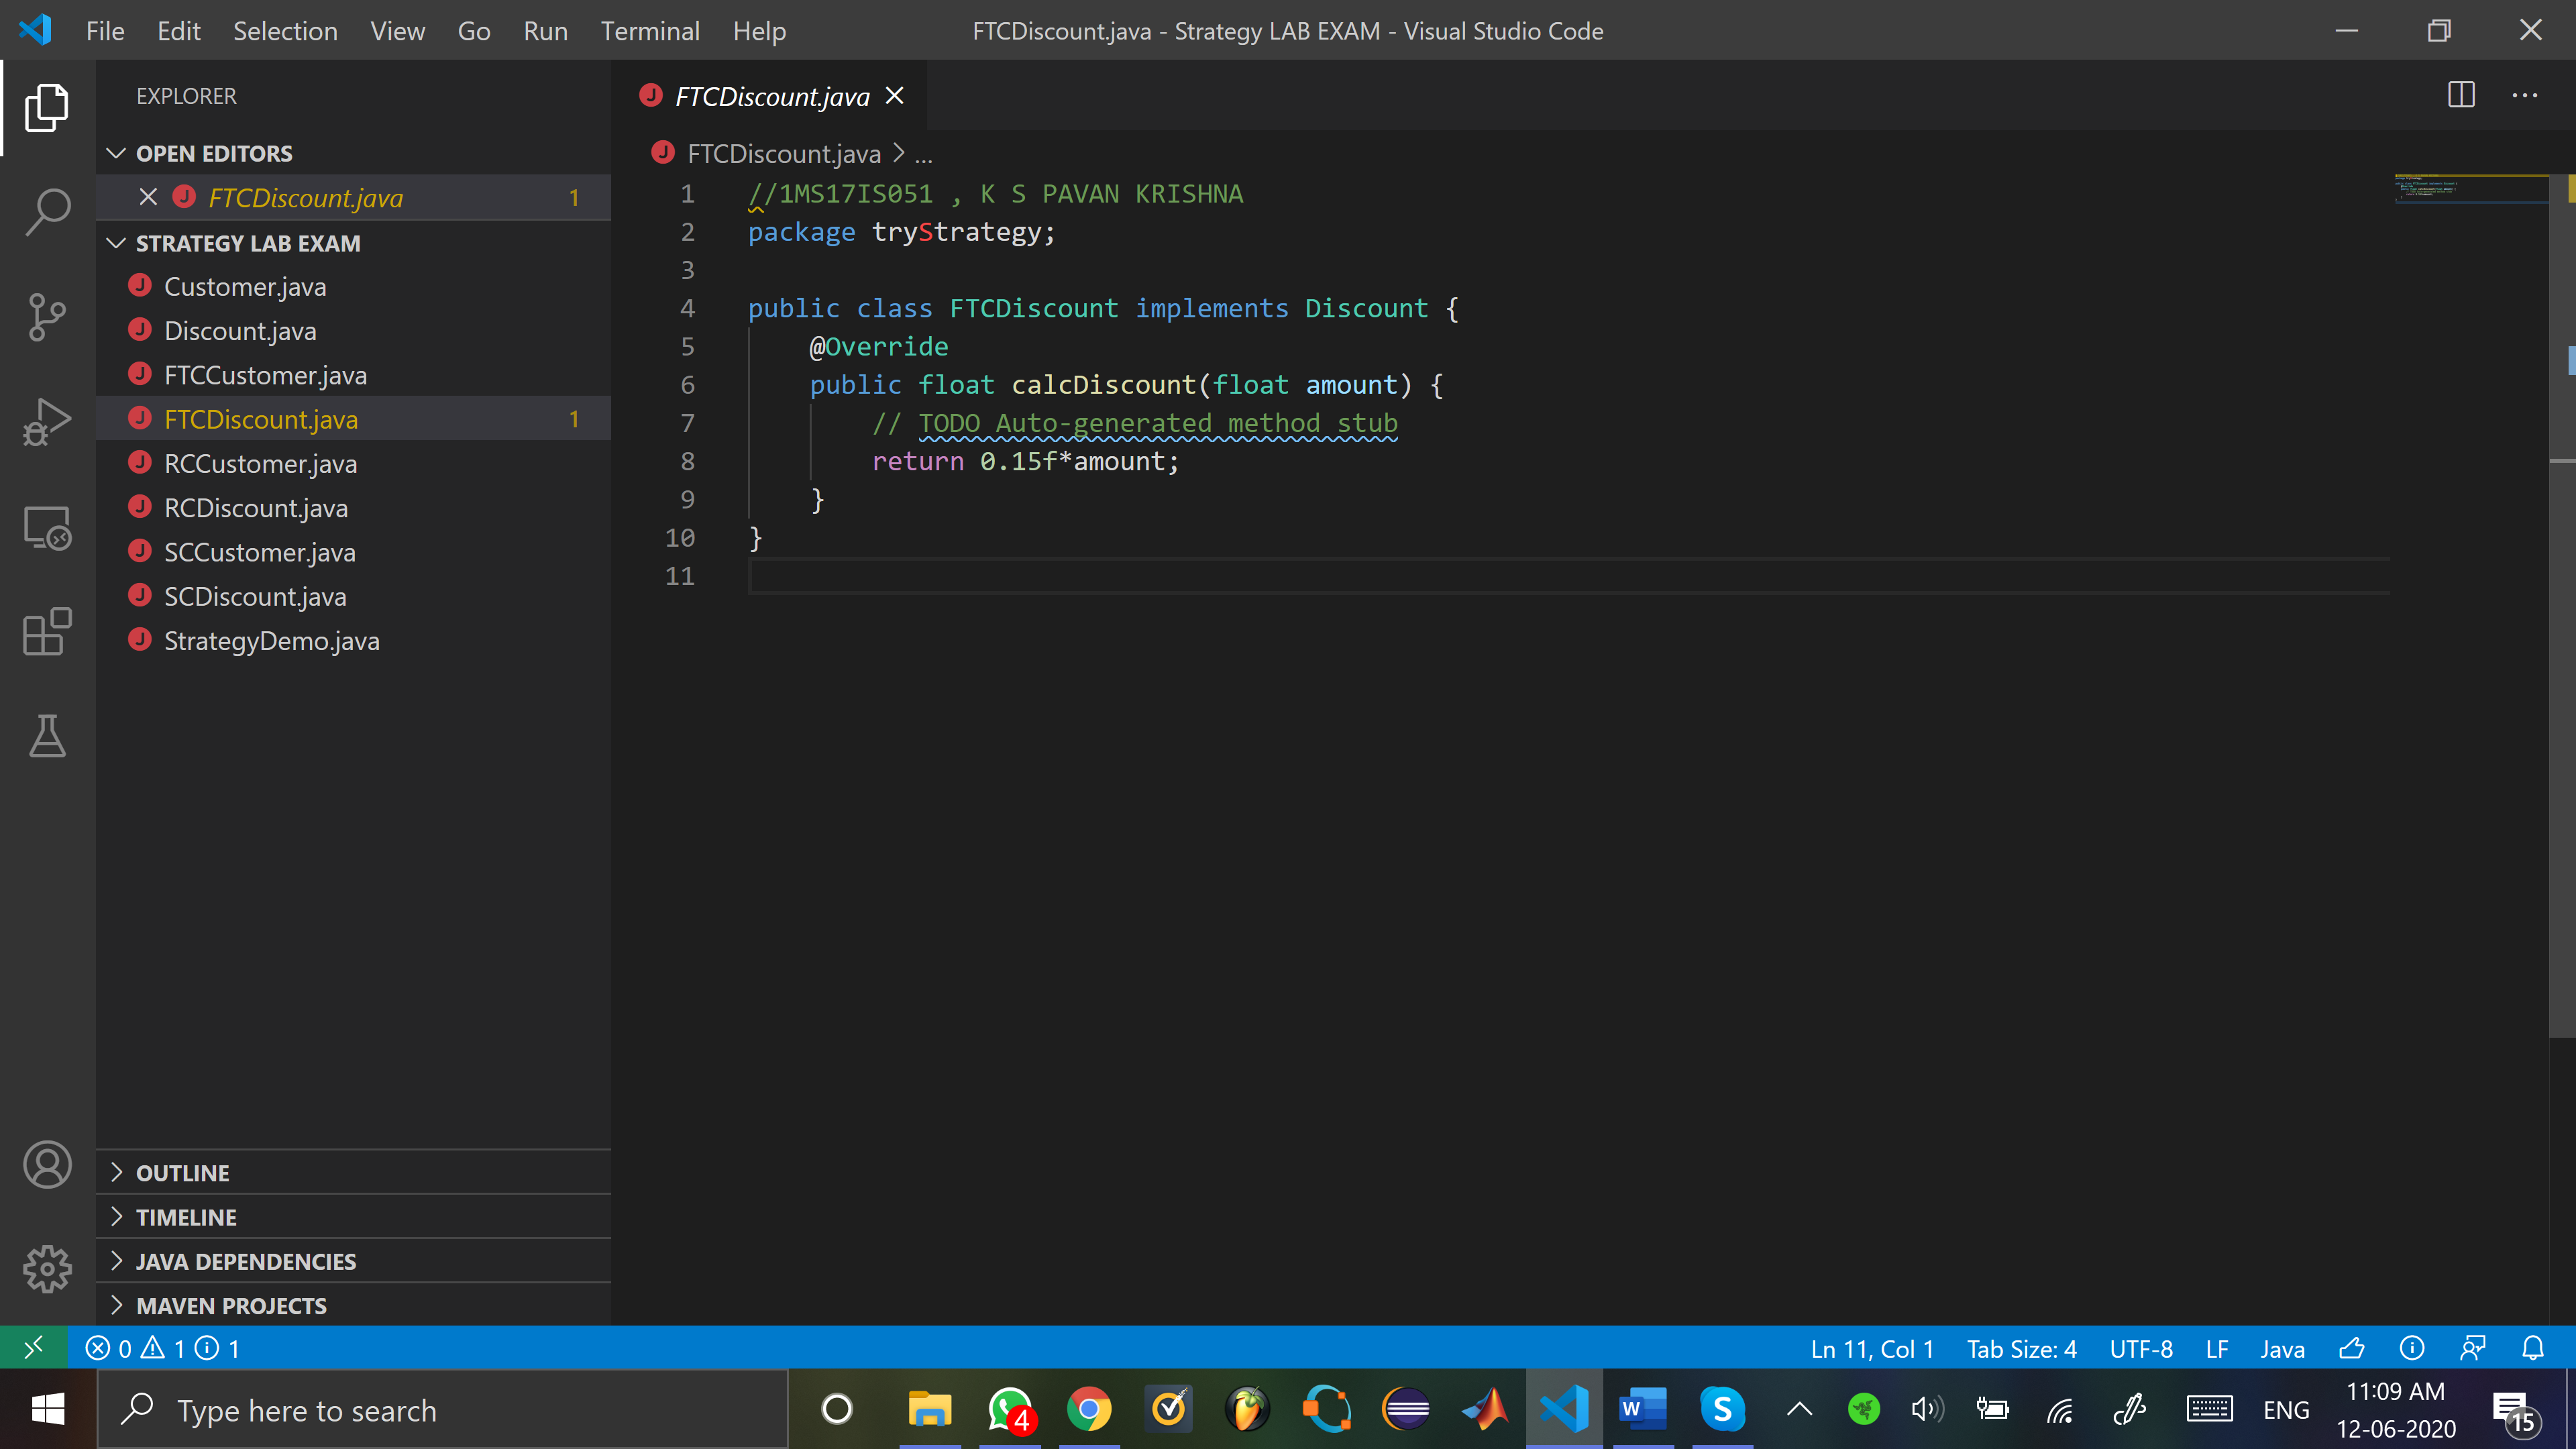 File Edit Selection View Go Run Terminal Help
FTCDiscount.java - Strategy LAB EXAM - Visual Studio Code
EXPLORER
OPEN EDITORS
FTCDiscount.java 1
STRATEGY LAB EXAM
Customer.java
Discount.java
FTCCustomer.java
FTCDiscount.java 1
RCCustomer.java
RCDiscount.java
SCCustomer.java
SCDiscount.java
StrategyDemo.java
OUTLINE
TIMELINE
JAVA DEPENDENCIES
MAVEN PROJECTS
FTCDiscount.java
FTCDiscount.java > ...
1 //1MS17IS051 , K S PAVAN KRISHNA
2 package tryStrategy;
3
4 public class FTCDiscount implements Discount {
5 @Override
6 public float calcDiscount(float amount) {
7 // TODO Auto-generated method stub
8 return 0.15f*amount;
9 }
10 }
11
0 1 1
Ln 11, Col 1 Tab Size: 4 UTF-8 LF Java
Type here to search
4
ENG
11:09 AM
12-06-2020
15